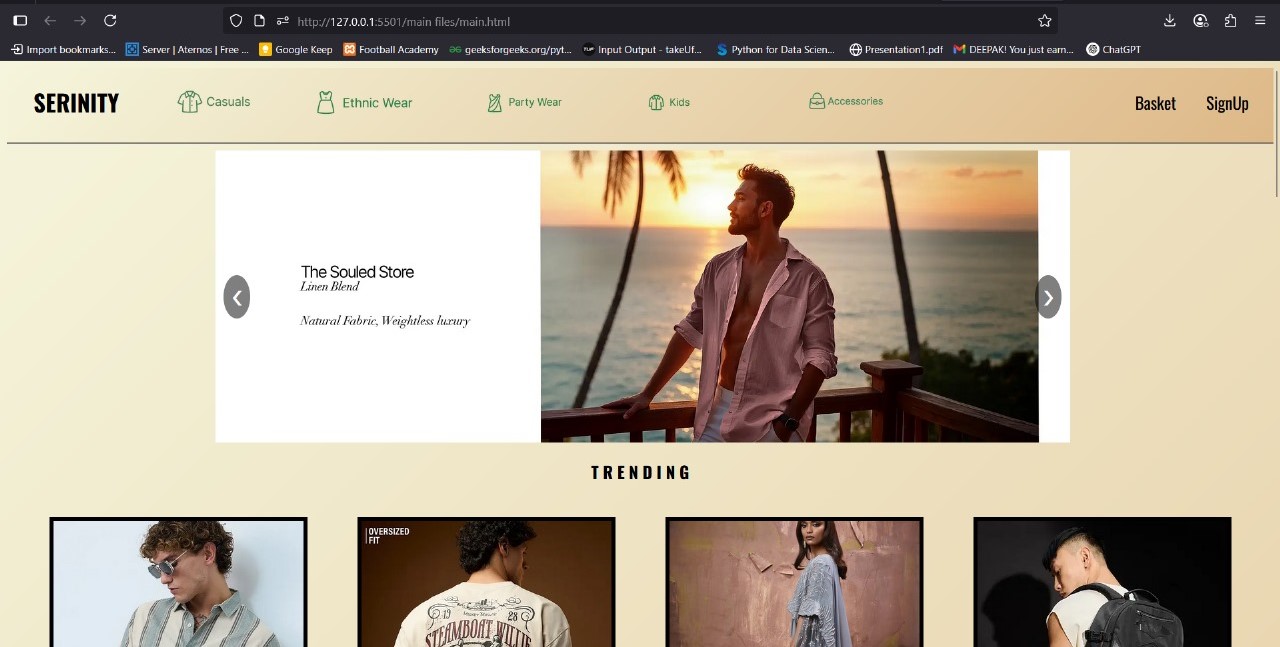 http://127.0.0.1:5501/main files/main.html
Import bookmarks... Server | Aternos | Free ... Google Keep Football Academy geeksforgeeks.org/pyt... Input Output - takeUf... Python for Data Scien... Presentation1.pdf DEEPAK! You just earn... ChatGPT
SERINITY Casuals Ethnic Wear Party Wear Kids Accessories Basket SignUp
The Souled Store
Linen Blend
Natural Fabric, Weightless luxury
TRENDING
OVERSIZED
FIT
19 28
STEAMBOAT WILLIE